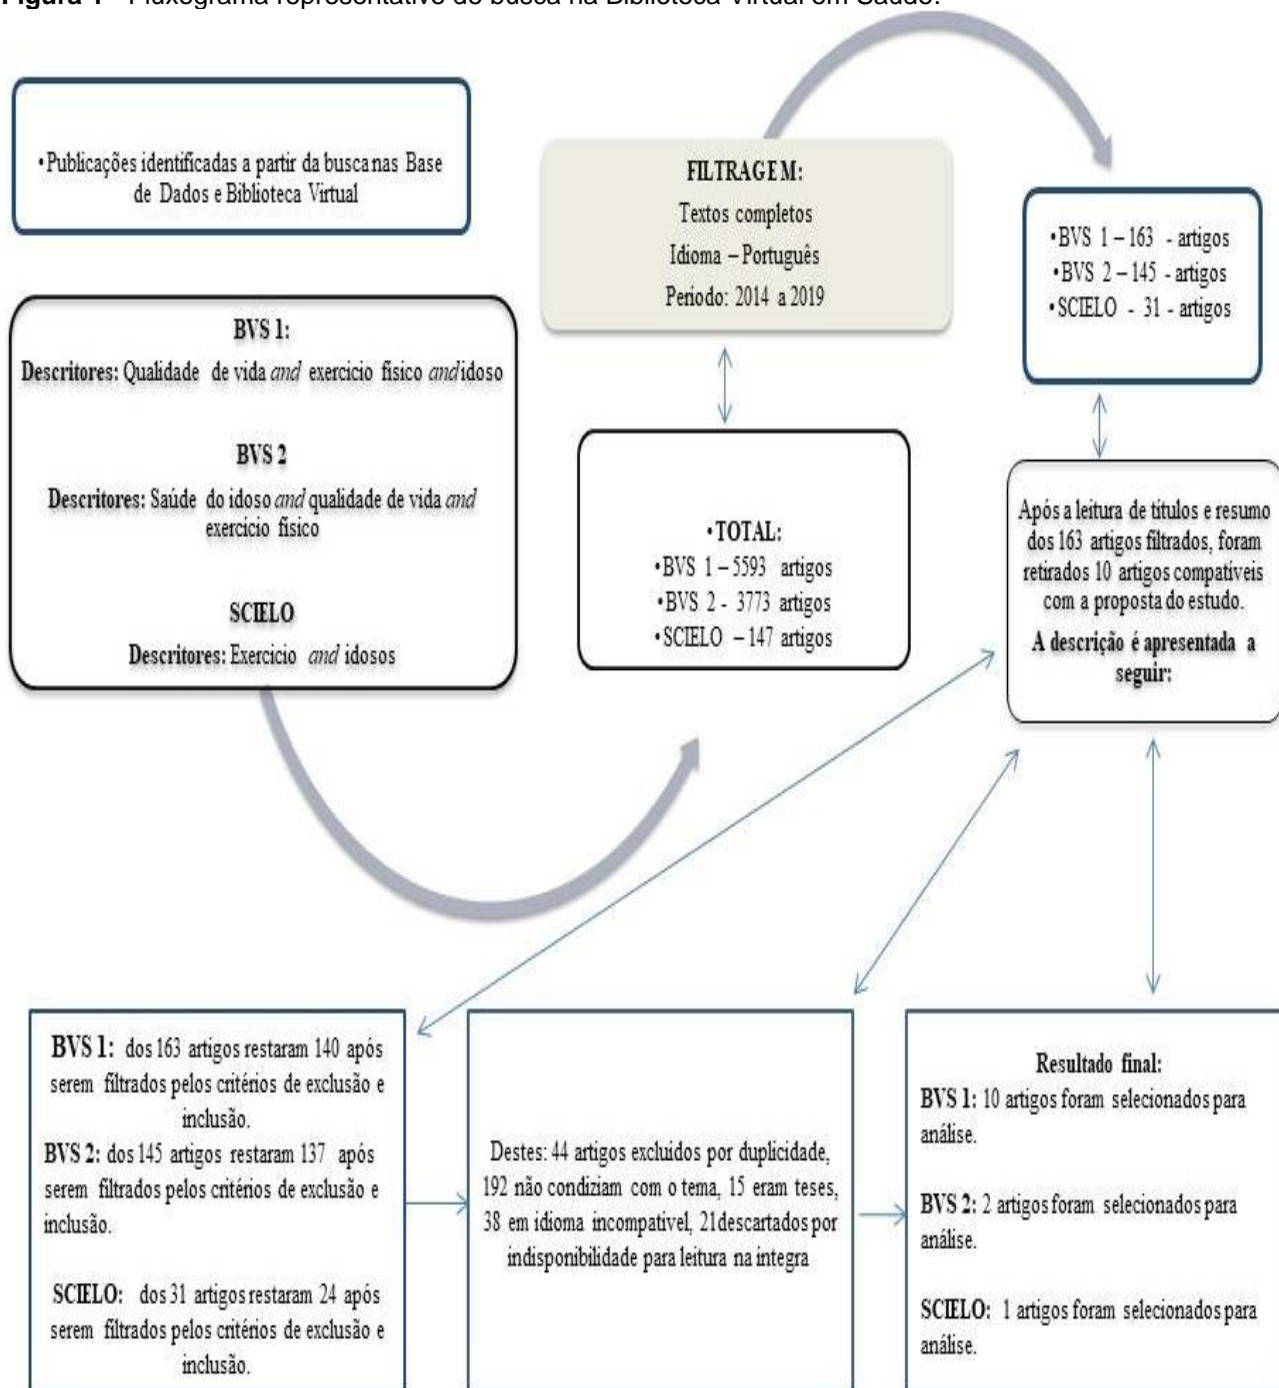 Figura 1 - Fluxograma representativo de busca na Biblioteca Virtual em Saúde.
•Publicações identificadas a partir da busca nas Base
de Dados e Biblioteca Virtual
BVS 1:
Descritores: Qualidade de vida and exercicio físico and idoso
BVS 2
Descritores: Saúde do idoso and qualidade de vida and
exercicio físico
SCIELO
Descritores: Exercicio and idosos
FILTRAGEM:
Textos completos
Idioma – Português
Periodo: 2014 a 2019
•TOTAL:
•BVS 1 – 5593 artigos
•BVS 2 - 3773 artigos
•SCIELO – 147 artigos
•BVS 1 – 163 - artigos
•BVS 2 – 145 - artigos
•SCIELO - 31 - artigos
Após a leitura de títulos e resumo
dos 163 artigos filtrados, foram
retirados 10 artigos compatíveis
com a proposta do estudo.
A descrição é apresentada a
seguir:
BVS 1: dos 163 artigos restaram 140 após
serem filtrados pelos critérios de exclusão e
inclusão.
BVS 2: dos 145 artigos restaram 137 após
serem filtrados pelos critérios de exclusão e
inclusão.
SCIELO: dos 31 artigos restaram 24 após
serem filtrados pelos critérios de exclusão e
inclusão.
Destes: 44 artigos excluídos por duplicidade,
192 não condiziam com o tema, 15 eram teses,
38 em idioma incompatível, 21descartados por
indisponibilidade para leitura na integra
Resultado final:
BVS 1: 10 artigos foram selecionados para
análise.
BVS 2: 2 artigos foram selecionados para
análise.
SCIELO: 1 artigos foram selecionados para
análise.